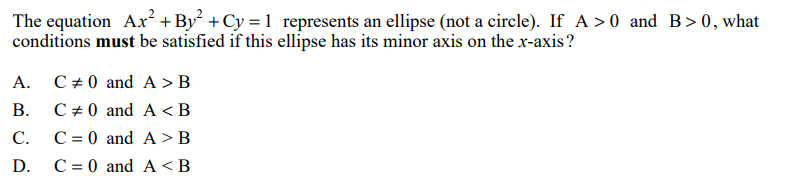 The equation Ax² + By² + Cy = 1 represents an ellipse (not a circle). If A > 0 and B > 0, what
conditions must be satisfied if this ellipse has its minor axis on the x-axis?
A. C ≠ 0 and A > B
B. C ≠ 0 and A < B
C. C = 0 and A > B
D. C = 0 and A < B